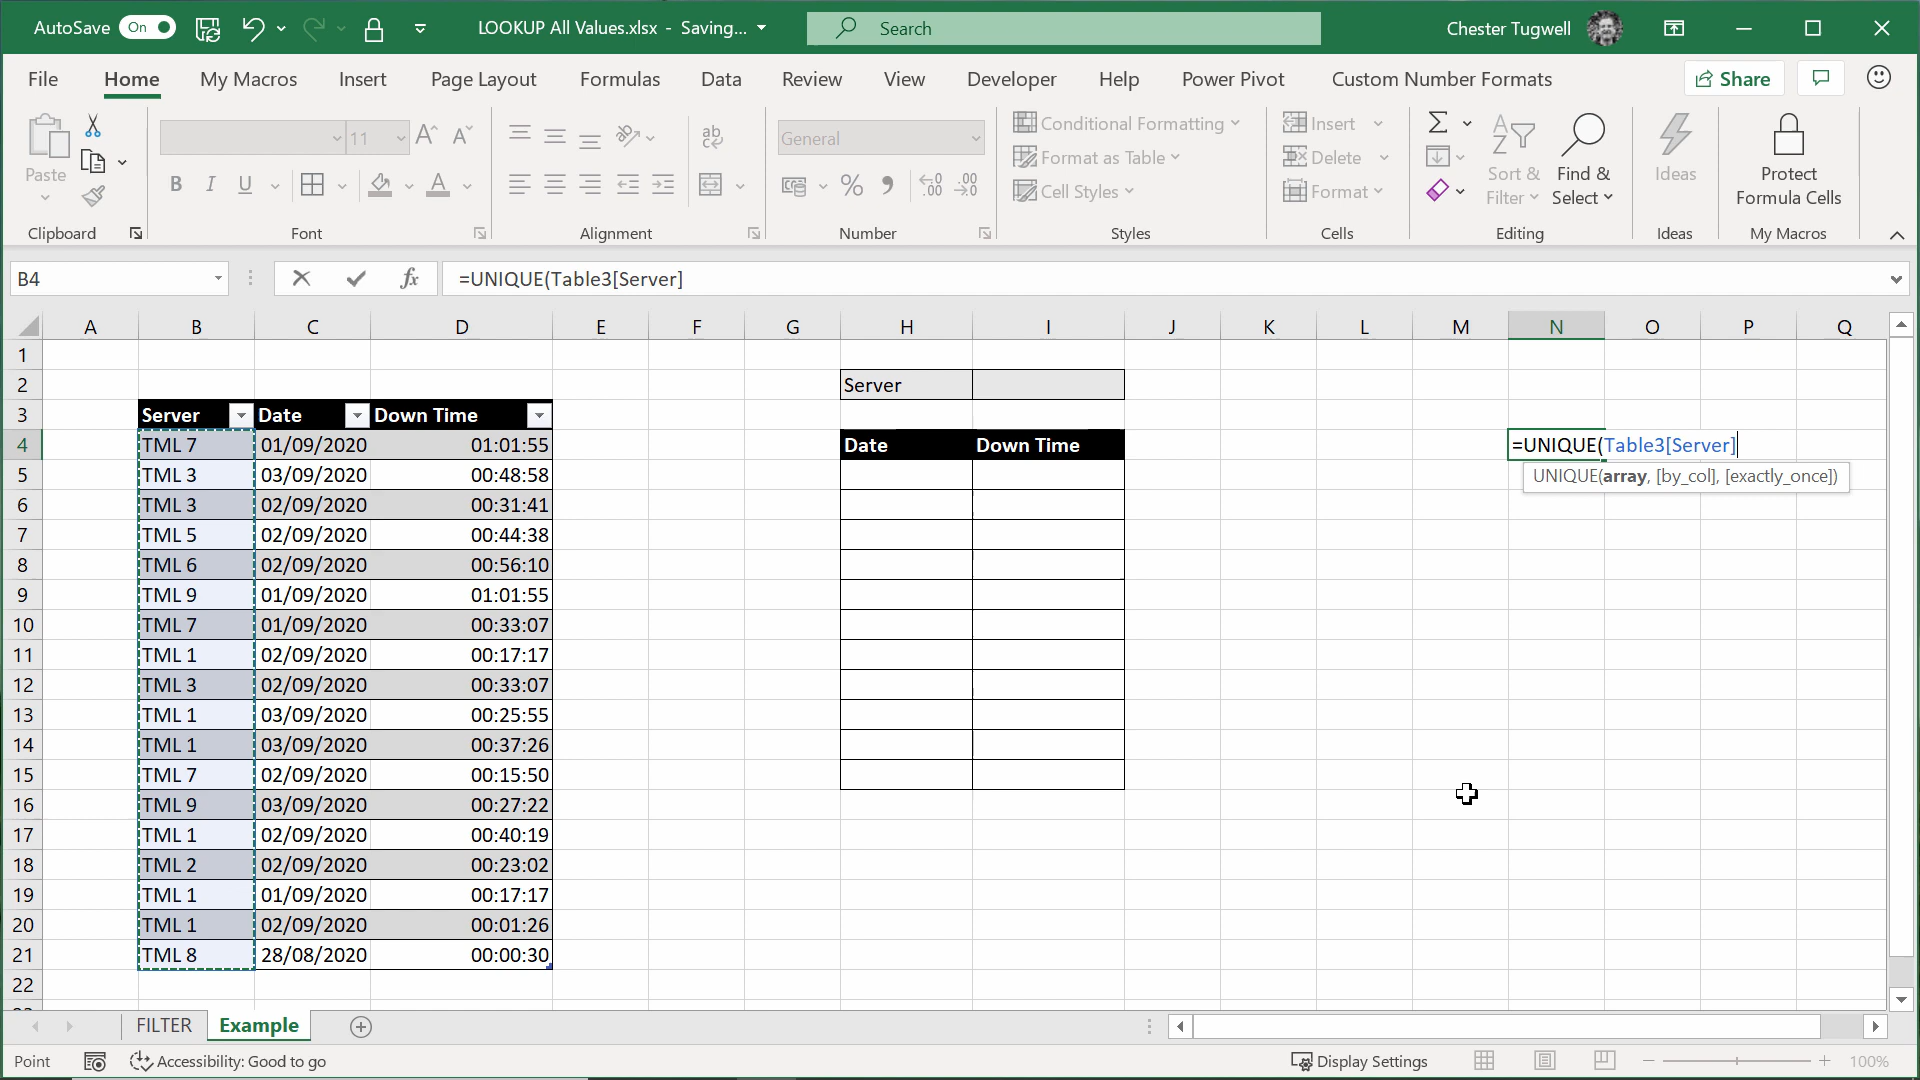 AutoSave On LOOKUP All Values.xlsx - Saving... Search Chester Tugwell
File Home My Macros Insert Page Layout Formulas Data Review View Developer Help Power Pivot Custom Number Formats Share
Paste
11
B I U A
A A
ab
General
% 9
.00
.00
Conditional Formatting
Format as Table
Cell Styles
Insert
Delete
Format
Sort &
Filter
Find &
Select
Ideas
Protect
Formula Cells
Clipboard Font Alignment Number Styles Cells Editing Ideas My Macros
B4 fx =UNIQUE(Table3[Server]
A B C D E F G H I J K L M N O P Q
1
2 Server
3 Server Date Down Time
4 TML 7 01/09/2020 01:01:55 Date Down Time =UNIQUE(Table3[Server]
5 TML 3 03/09/2020 00:48:58 UNIQUE(array, [by_col], [exactly_once])
6 TML 3 02/09/2020 00:31:41
7 TML 5 02/09/2020 00:44:38
8 TML 6 02/09/2020 00:56:10
9 TML 9 01/09/2020 01:01:55
10 TML 7 01/09/2020 00:33:07
11 TML 1 02/09/2020 00:17:17
12 TML 3 02/09/2020 00:33:07
13 TML 1 03/09/2020 00:25:55
14 TML 1 03/09/2020 00:37:26
15 TML 7 02/09/2020 00:15:50
16 TML 9 03/09/2020 00:27:22
17 TML 1 02/09/2020 00:40:19
18 TML 2 02/09/2020 00:23:02
19 TML 1 01/09/2020 00:17:17
20 TML 1 02/09/2020 00:01:26
21 TML 8 28/08/2020 00:00:30
22
FILTER Example
Point Accessibility: Good to go Display Settings 100%